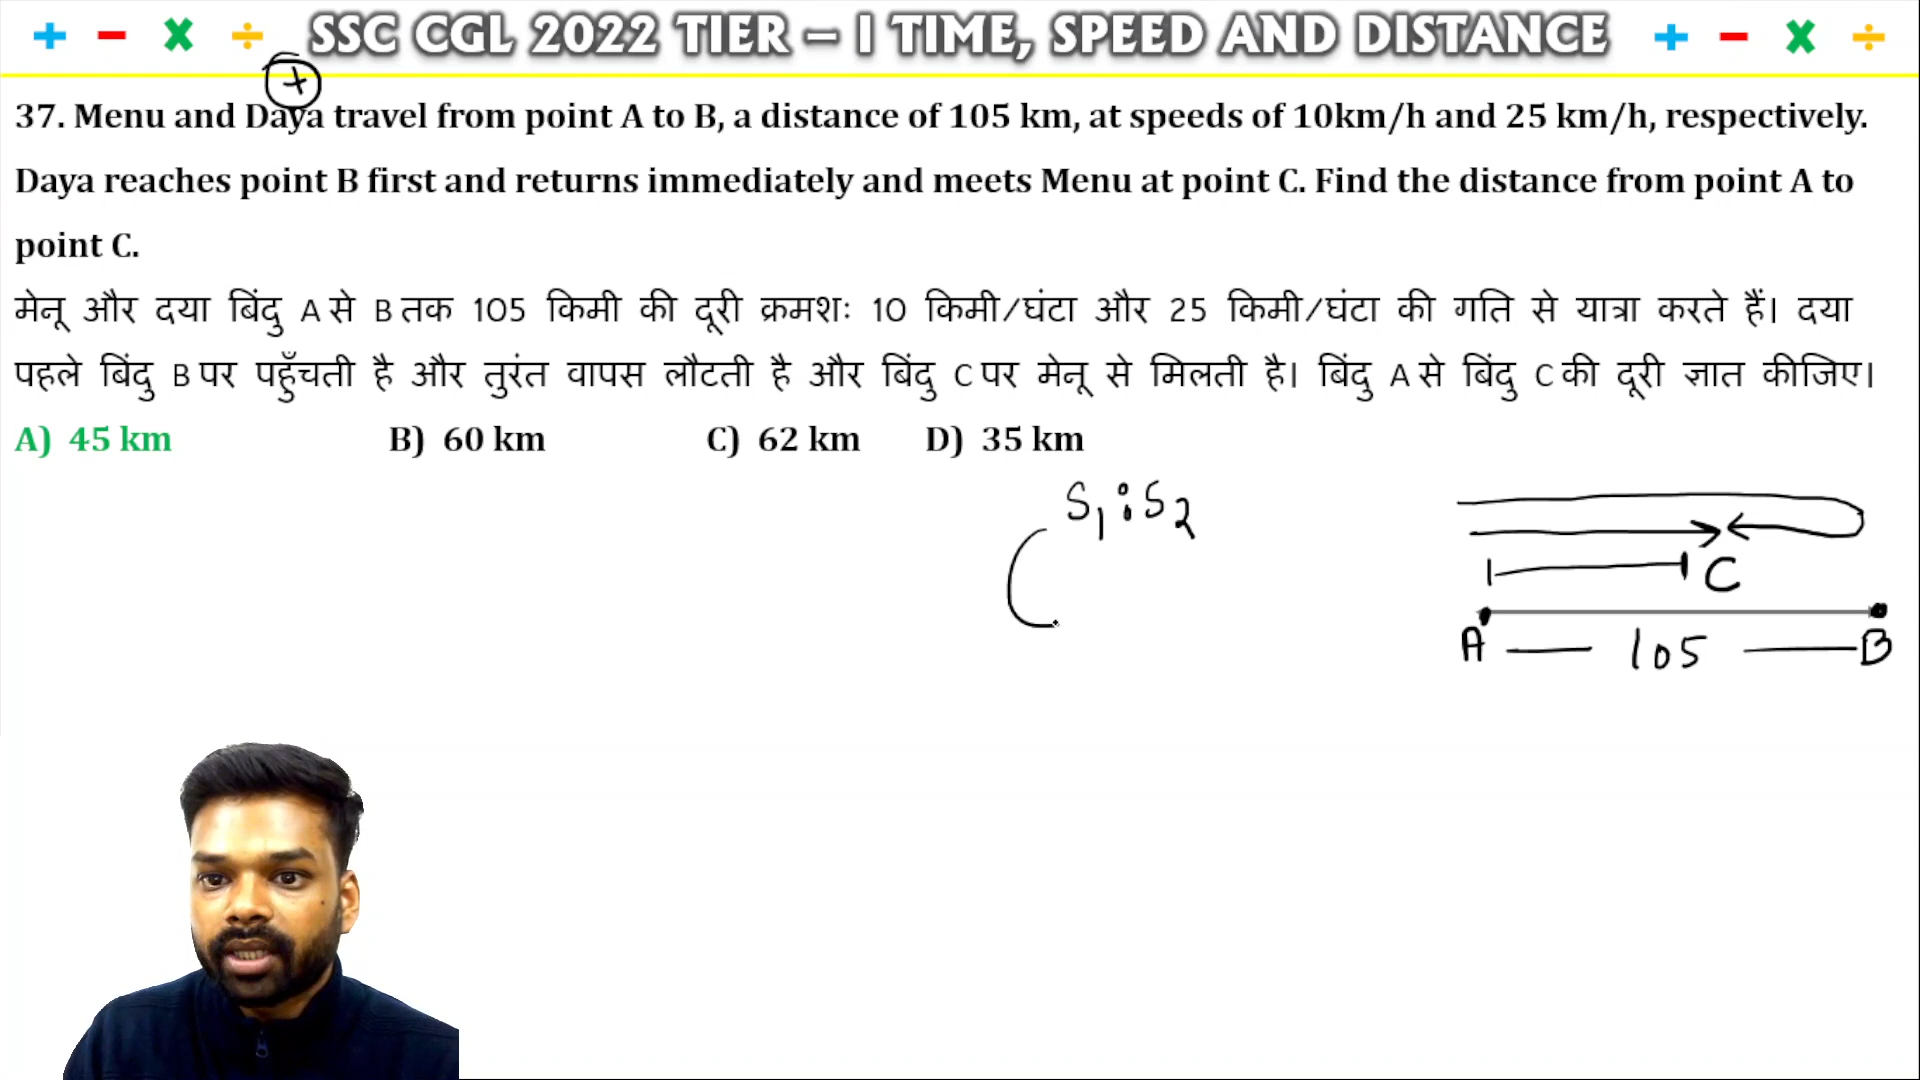 + − × ÷ SSC CGL 2022 TIER – I TIME, SPEED AND DISTANCE + − × ÷
37. Menu and Daya travel from point A to B, a distance of 105 km, at speeds of 10km/h and 25 km/h, respectively.
Daya reaches point B first and returns immediately and meets Menu at point C. Find the distance from point A to
point C.
मेनू और दया बिंदु A से B तक 105 किमी की दूरी क्रमशः 10 किमी/घंटा और 25 किमी/घंटा की गति से यात्रा करते हैं। दया
पहले बिंदु B पर पहुँचती है और तुरंत वापस लौटती है और बिंदु C पर मेनू से मिलती है। बिंदु A से बिंदु C की दूरी ज्ञात कीजिए।
A) 45 km B) 60 km C) 62 km D) 35 km
S1 : S2
C
A 105 B